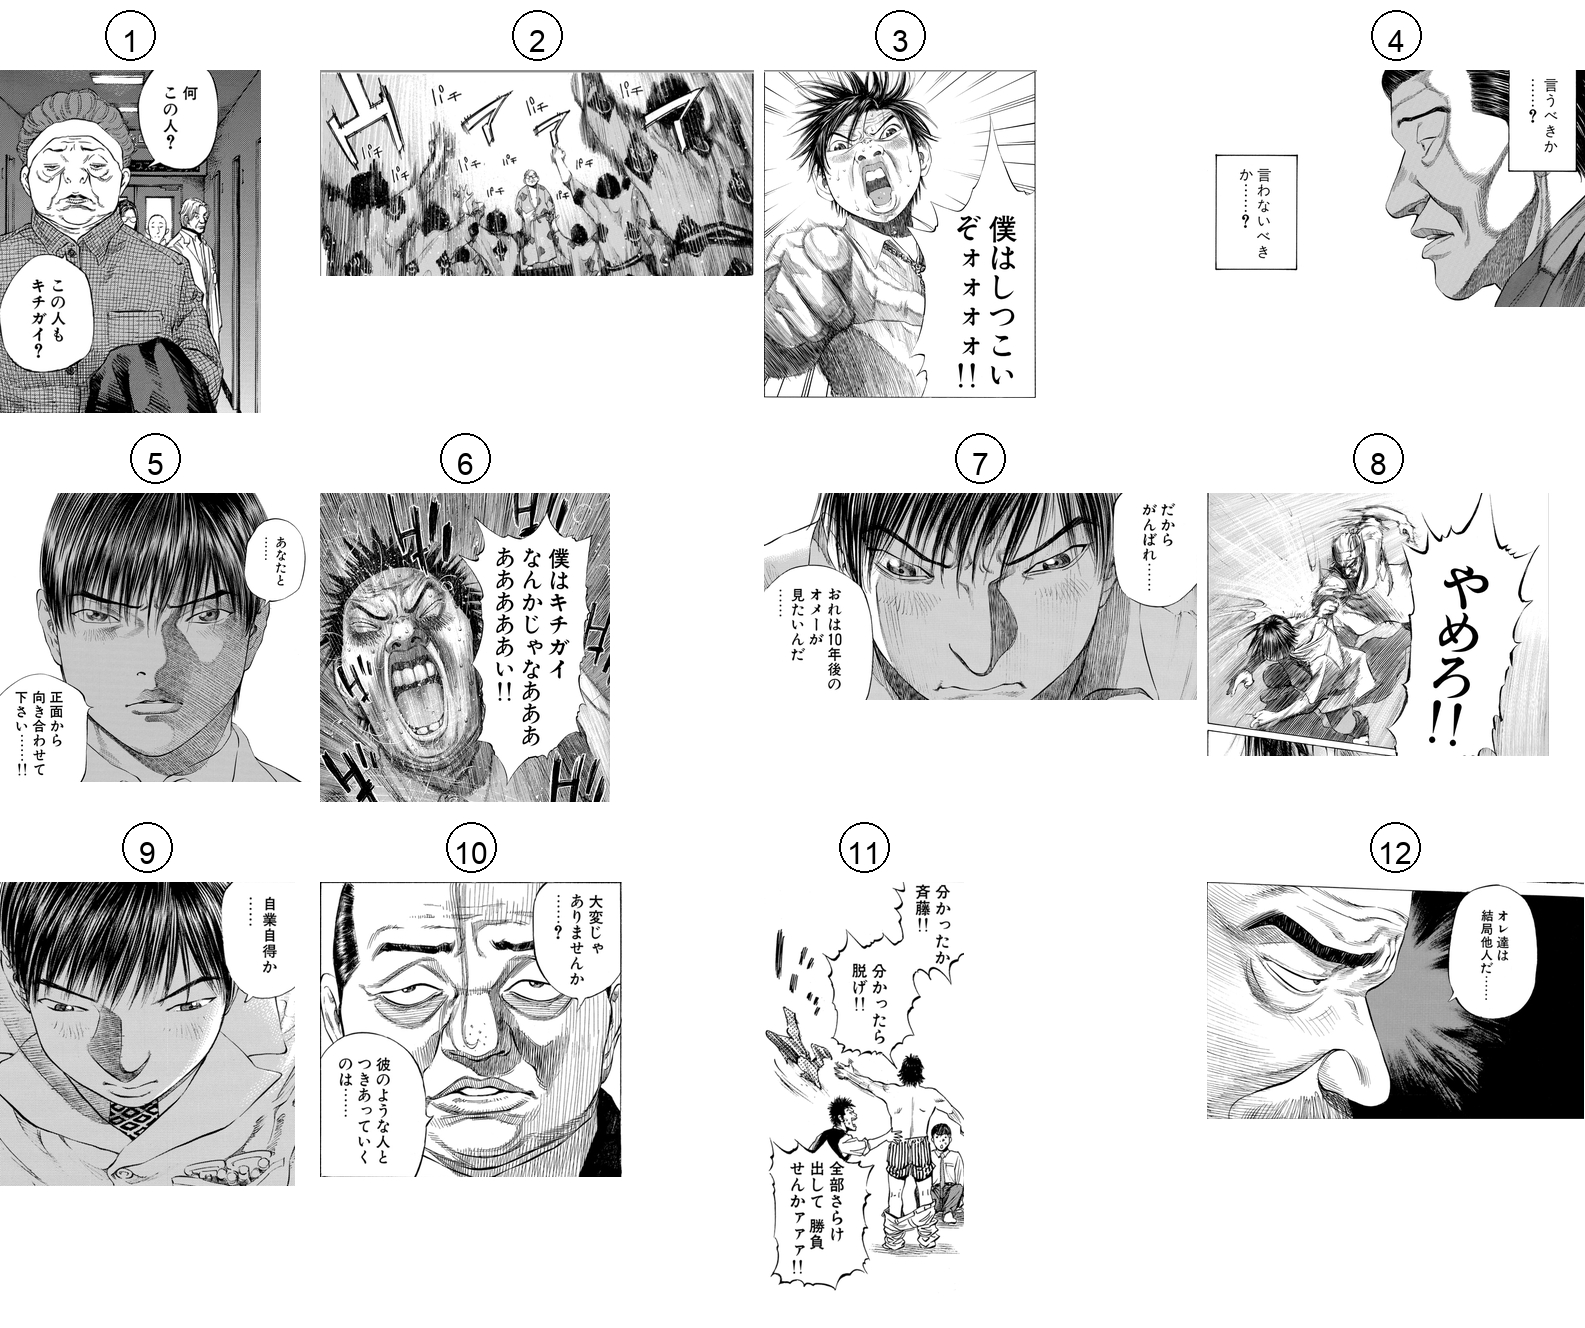 1
何
この人?
この人も
キチガイ?
2
パチ
パチ
パチ
パチ
パチ
パチ
パチ
パチ
パチ
パチ
3
僕はしつこい
ぞォォォォ!!
4
言うべきか
……?
言わないべき
か……?
5
あなたと
……
正面から
向き合わせて
下さい……!!
6
僕はキチガイ
なんかじゃなあああ
ああああああい!!
7
だから
がんばれ……
おれは10年後の
オメーが
見たいんだ
……
8
やめろ!!
9
自業自得か
……
10
大変じゃ
ありませんか
……?
彼のような人と
つきあっていく
のは……
11
分かったか
斉藤!!
分かったら
脱げ!!
全部さらけ
出して 勝負
せんかァァァ!!
12
オレ達は
結局他人だ……